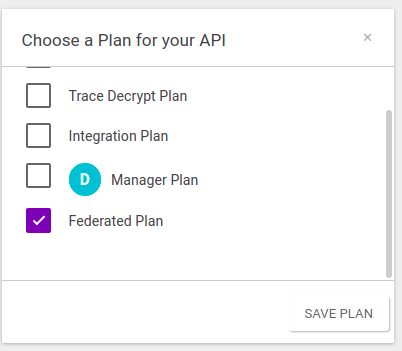 Choose a Plan for your API
×
Trace Decrypt Plan
Integration Plan
D Manager Plan
Federated Plan
SAVE PLAN